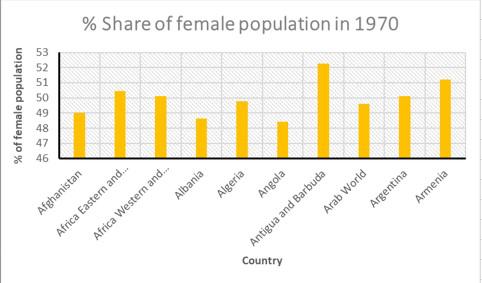 % Share of female population in 1970
% of female population
53
52
51
50
49
48
47
46
Afghanistan
Africa Eastern and...
Africa Western and...
Albania
Algeria
Angola
Antigua and Barbuda
Arab World
Argentina
Armenia
Country